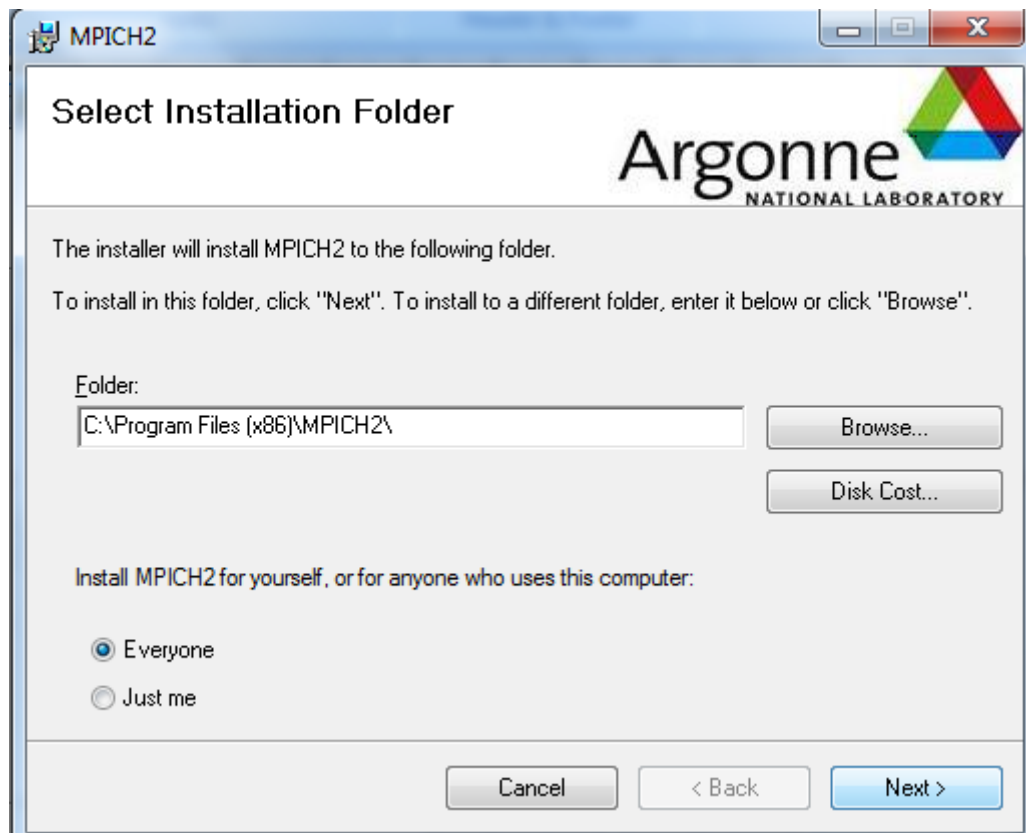 MPICH2
Select Installation Folder
Argonne
NATIONAL LABORATORY
The installer will install MPICH2 to the following folder.
To install in this folder, click "Next". To install to a different folder, enter it below or click "Browse".
Folder:
C:\Program Files (x86)\MPICH2\
Browse...
Disk Cost...
Install MPICH2 for yourself, or for anyone who uses this computer:
Everyone
Just me
Cancel
< Back
Next >